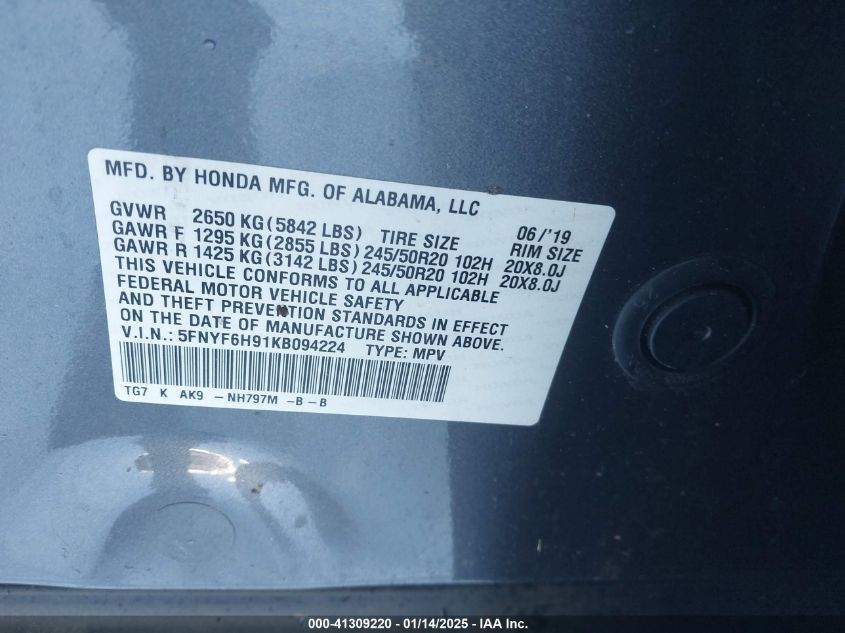 MFD. BY HONDA MFG. OF ALABAMA, LLC
GVWR 2650 KG(5842 LBS) TIRE SIZE 06/'19 RIM SIZE
GAWR F 1295 KG(2855 LBS) 245/50R20 102H 20X8.0J
GAWR R 1425 KG(3142 LBS) 245/50R20 102H 20X8.0J
THIS VEHICLE CONFORMS TO ALL APPLICABLE
FEDERAL MOTOR VEHICLE SAFETY
AND THEFT PREVENTION STANDARDS IN EFFECT
ON THE DATE OF MANUFACTURE SHOWN ABOVE.
V.I.N.: 5FNYF6H91KB094224 TYPE: MPV
TG7 K AK9 - NH797M -B-B
000-41309220 - 01/14/2025 - IAA Inc.